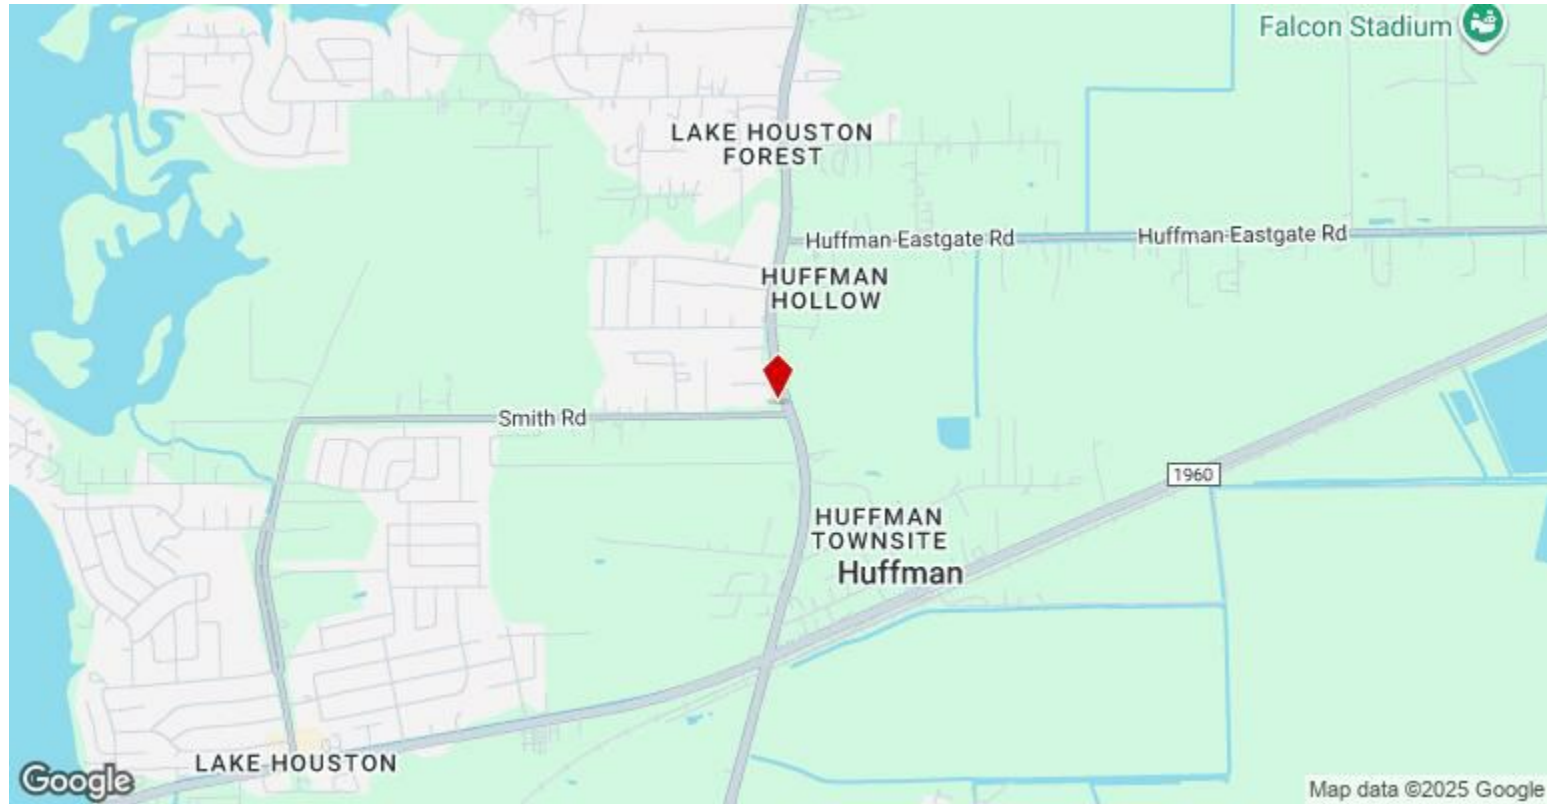 Falcon Stadium
LAKE HOUSTON
FOREST
Huffman-Eastgate Rd
Huffman-Eastgate Rd
HUFFMAN
HOLLOW
Smith Rd
1960
HUFFMAN
TOWNSITE
Huffman
LAKE HOUSTON
Google
Map data ©2025 Google